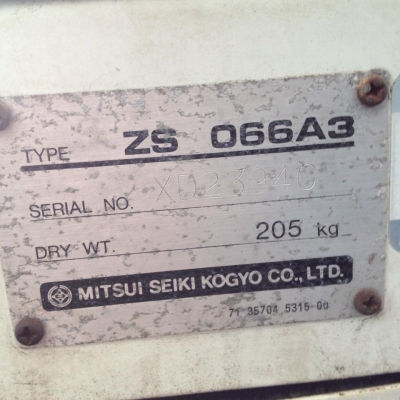 TYPE ZS 066A3
SERIAL NO.
DRY WT. 205 kg
MITSUI SEIKI KOGYO CO., LTD.
71 35704 5315 00